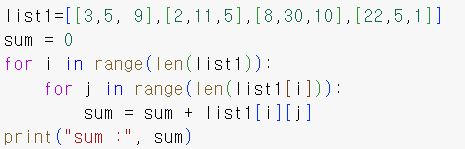 list1=[[3,5, 9],[2,11,5],[8,30,10],[22,5,1]]
sum = 0
for i in range(len(list1)):
    for j in range(len(list1[i])):
        sum = sum + list1[i][j]
print("sum :", sum)